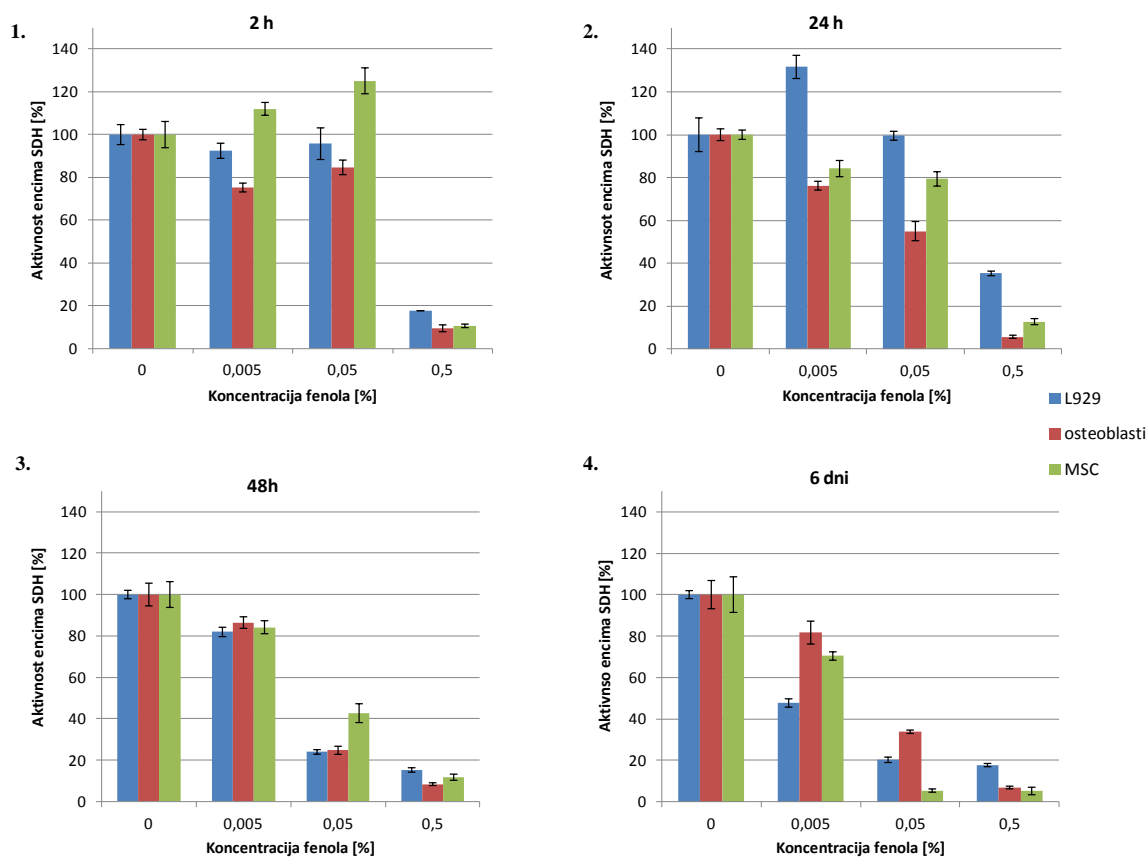 1.
2 h
Aktivnost encima SDH [%]
140
120
100
80
60
40
20
0
0 0,005 0,05 0,5
Koncentracija fenola [%]
2.
24 h
Aktivnsot encima SDH [%]
140
120
100
80
60
40
20
0
0 0,005 0,05 0,5
Koncentracija fenola [%]
L929
osteoblasti
MSC
3.
48h
Aktivnost encima SDH [%]
140
120
100
80
60
40
20
0
0 0,005 0,05 0,5
Koncentracija fenola [%]
4.
6 dni
Aktivnso encima SDH [%]
140
120
100
80
60
40
20
0
0 0,005 0,05 0,5
Koncentracija fenola [%]